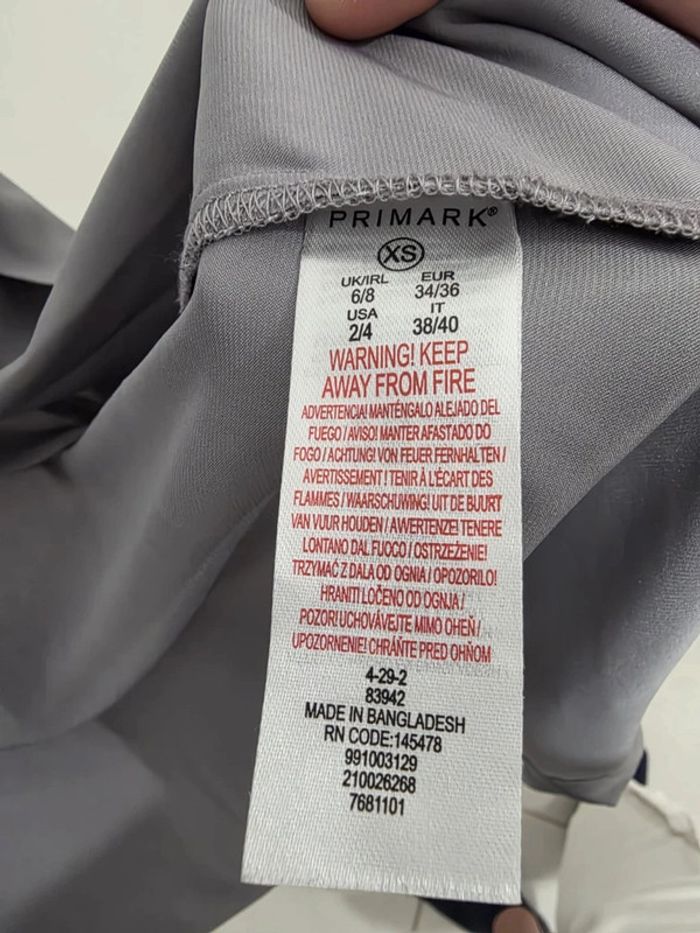 PRIMARK®
XS
UK/IRL EUR
6/8 34/36
USA IT
2/4 38/40
WARNING! KEEP
AWAY FROM FIRE
ADVERTENCIA! MANTÉNGALO ALEJADO DEL
FUEGO / AVISO! MANTER AFASTADO DO
FOGO / ACHTUNG! VON FEUER FERNHALTEN /
AVERTISSEMENT ! TENIR À L'ÉCART DES
FLAMMES / WAARSCHUWING! UIT DE BUURT
VAN VUUR HOUDEN / AWERTENZE! TENERE
LONTANO DAL FUOCO / OSTRZEŻENIE!
TRZYMAĆ Z DALA OD OGNIA / OPOZORILO!
HRANITI LOČENO OD OGNJA /
POZOR! UCHOVÁVEJTE MIMO OHEŇ /
UPOZORNENIE! CHRÁŇTE PRED OHŇOM
4-29-2
83942
MADE IN BANGLADESH
RN CODE:145478
991003129
210026268
7681101